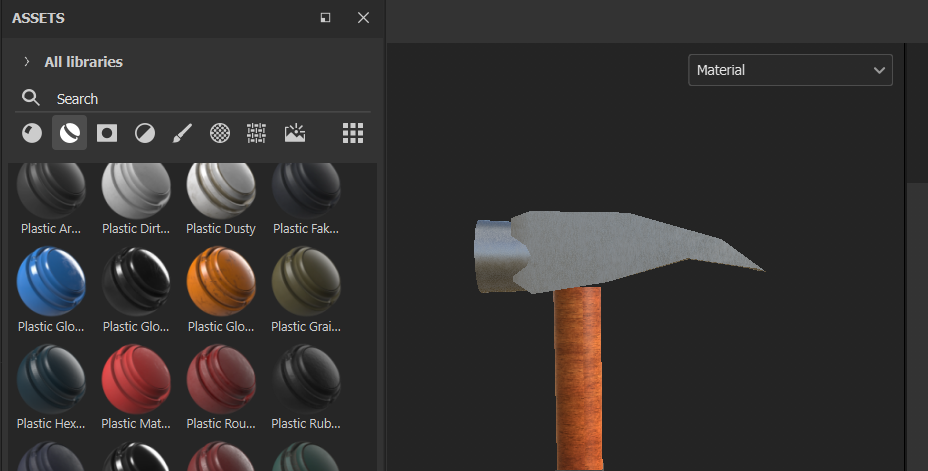 ASSETS
All libraries
Search
Material
Plastic Ar...
Plastic Dirt...
Plastic Dusty
Plastic Fak...
Plastic Glo...
Plastic Glo...
Plastic Glo...
Plastic Grai...
Plastic Hex...
Plastic Mat...
Plastic Rou...
Plastic Rub...